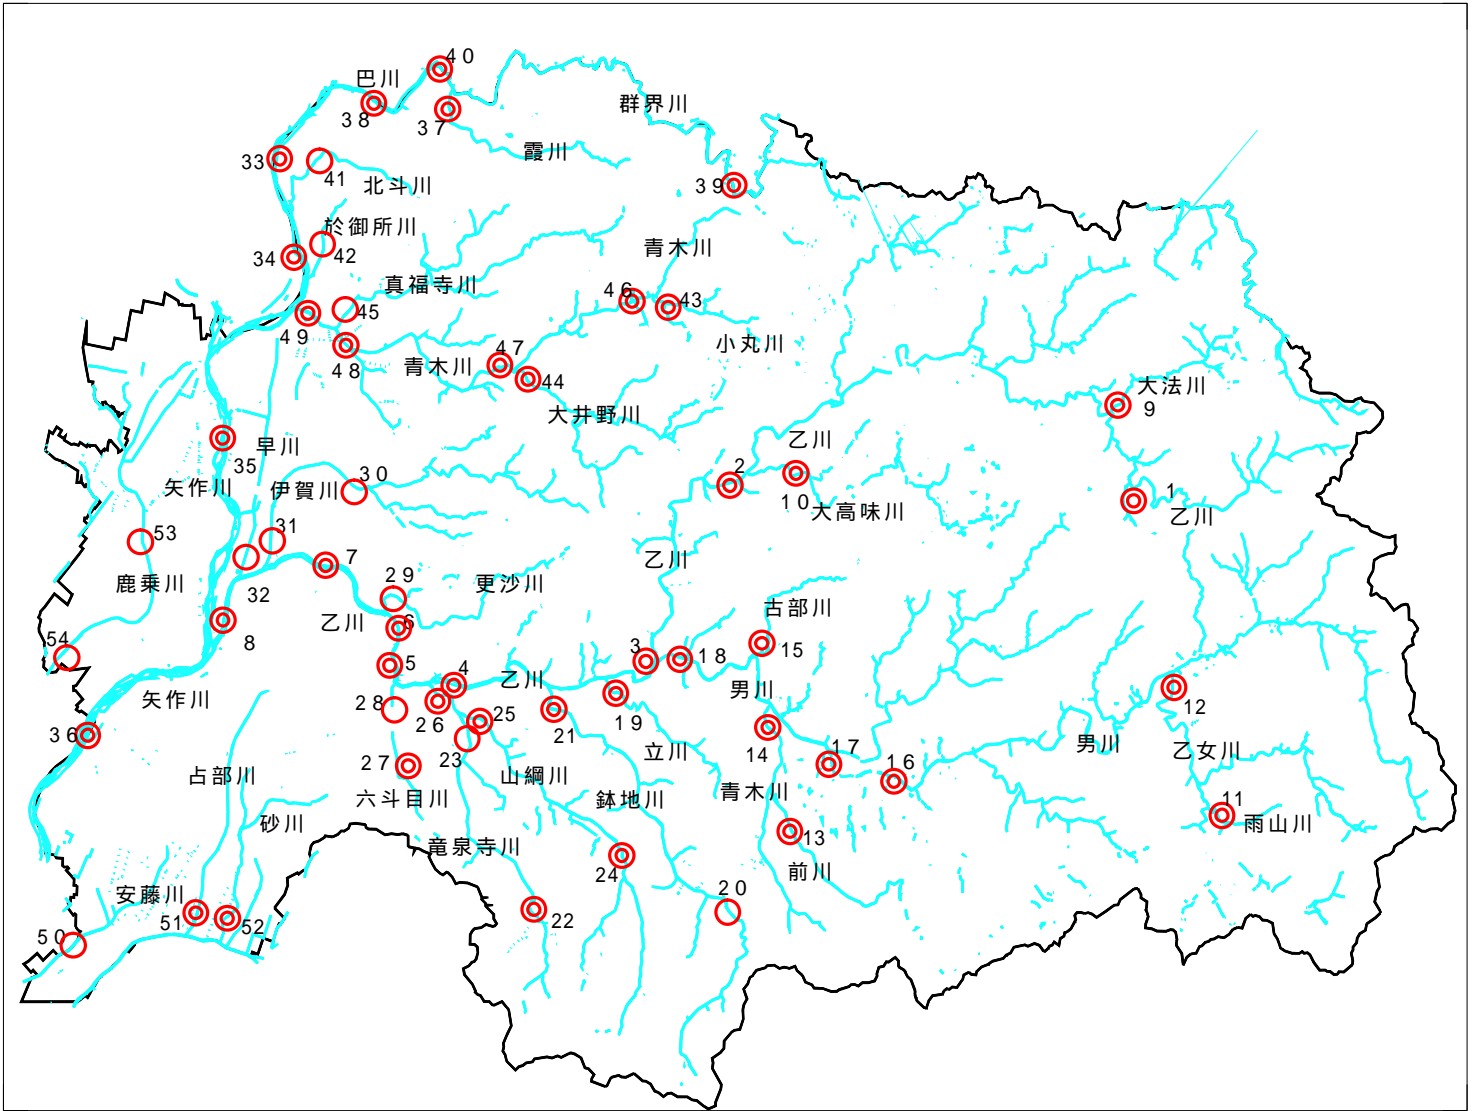 40
巴川
群界川
38
37
霞川
33
41
北斗川
39
於御所川
34
42
青木川
真福寺川
46
43
45
49
小丸川
48
青木川
47
44
大井野川
大法川
9
早川
35
乙川
2
矢作川
伊賀川
30
10
大高味川
1
乙川
31
53
7
乙川
鹿乗川
32
29
更沙川
古部川
8
乙川
6
54
3
18
15
5
4
乙川
男川
矢作川
28
26
25
21
19
12
36
23
立川
14
男川
乙女川
占部川
27
山綱川
17
16
六斗目川
鉢地川
青木川
11
雨山川
砂川
竜泉寺川
13
24
前川
安藤川
20
51
52
22
50